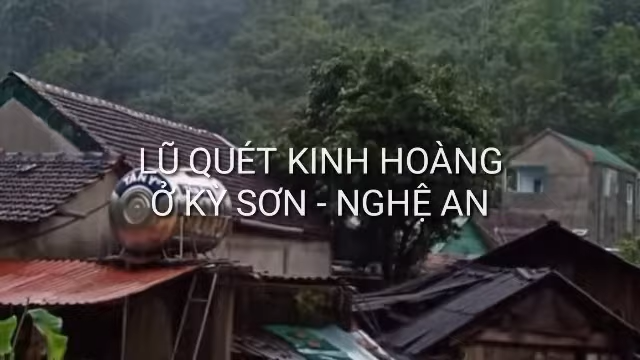 LŨ QUÉT KINH HOÀNG
Ở KỲ SƠN - NGHỆ AN